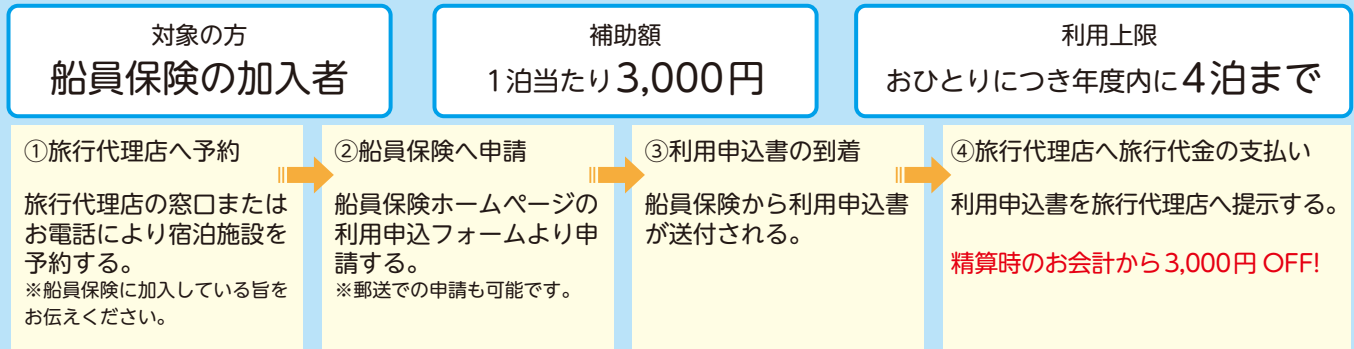 対象の方
船員保険の加入者
補助額
1泊当たり3,000円
利用上限
おひとりにつき年度内に4泊まで
①旅行代理店へ予約
旅行代理店の窓口または
お電話により宿泊施設を
予約する。
※船員保険に加入している旨を
お伝えください。
②船員保険へ申請
船員保険ホームページの
利用申込フォームより申
請する。
※郵送での申請も可能です。
③利用申込書の到着
船員保険から利用申込書
が送付される。
④旅行代理店へ旅行代金の支払い
利用申込書を旅行代理店へ提示する。
精算時のお会計から3,000円 OFF!